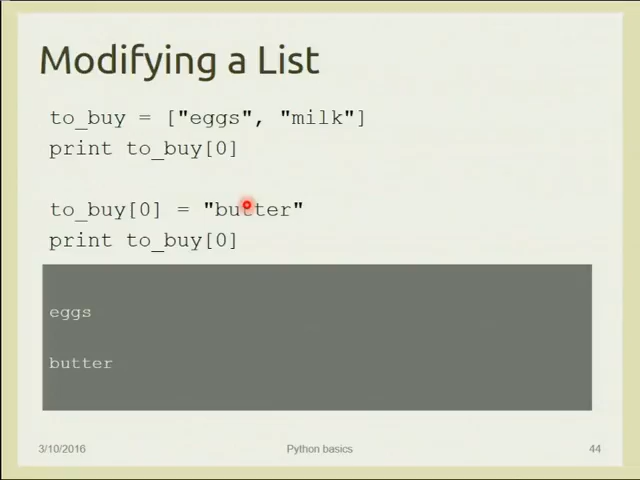 Modifying a List
to_buy = ["eggs", "milk"]
print to_buy[0]
to_buy[0] = "butter"
print to_buy[0]
eggs
butter
3/10/2016 Python basics 44